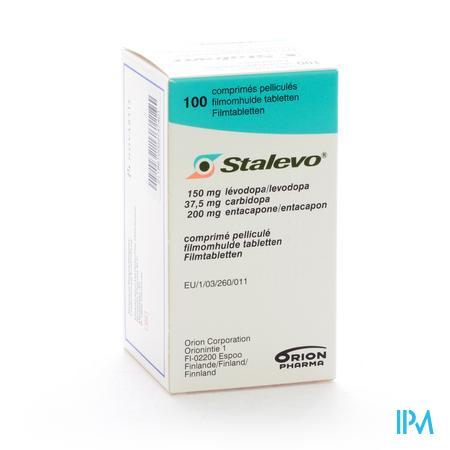 100 comprimés pelliculés
filmomhulde tabletten
Filmtabletten
Stalevo®
150 mg lévodopa/levodopa
37,5 mg carbidopa
200 mg entacapone/entacapon
comprimé pelliculé
filmomhulde tabletten
Filmtabletten
EU/1/03/260/011
Orion Corporation
Orionintie 1
FI-02200 Espoo
Finlande/Finland/
Finnland
ORION
PHARMA
IPM